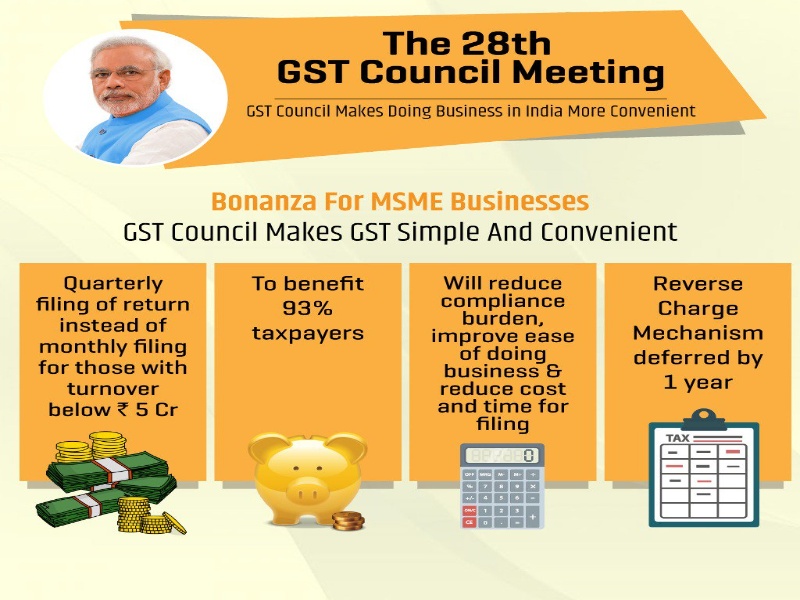 The 28th
GST Council Meeting
GST Council Makes Doing Business in India More Convenient
Bonanza For MSME Businesses
GST Council Makes GST Simple And Convenient
Quarterly
filing of return
instead of
monthly filing
for those with
turnover
below ₹ 5 Cr
To benefit
93%
taxpayers
Will reduce
compliance
burden,
improve ease
of doing
business &
reduce cost
and time for
filing
Reverse
Charge
Mechanism
deferred by
1 year
TAX